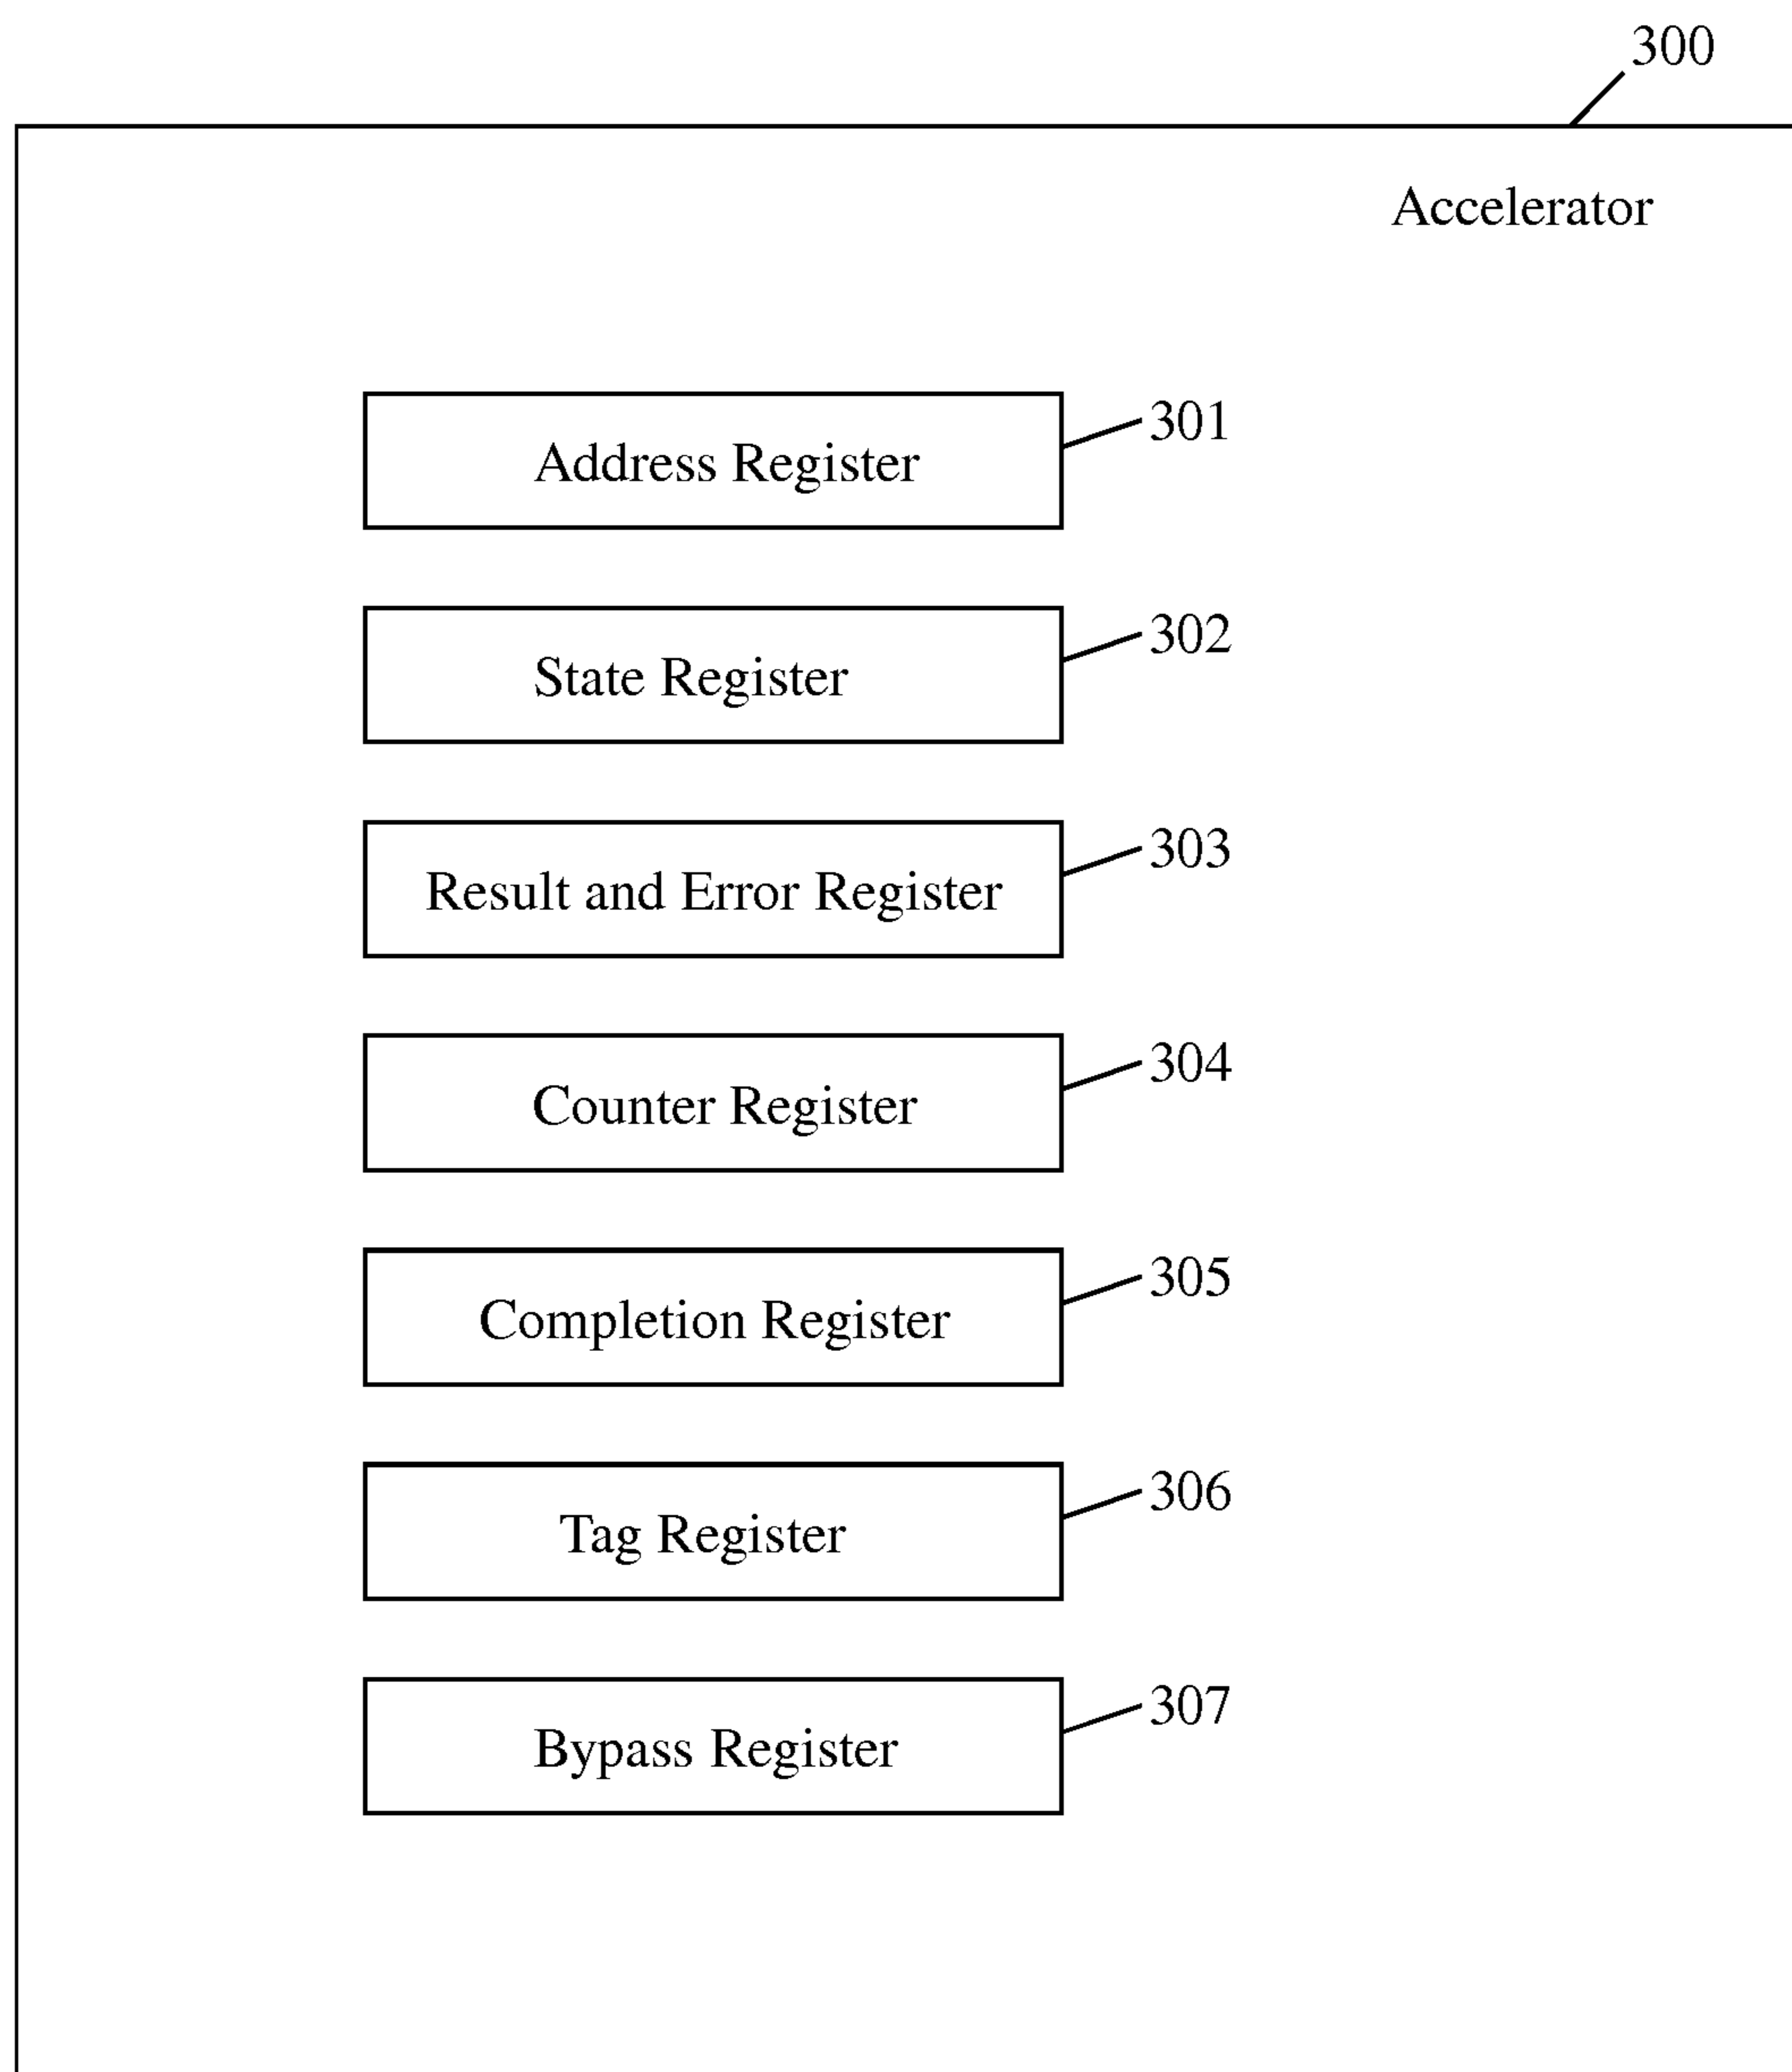 300
Accelerator
Address Register
301
State Register
302
Result and Error Register
303
Counter Register
304
Completion Register
305
Tag Register
306
Bypass Register
307